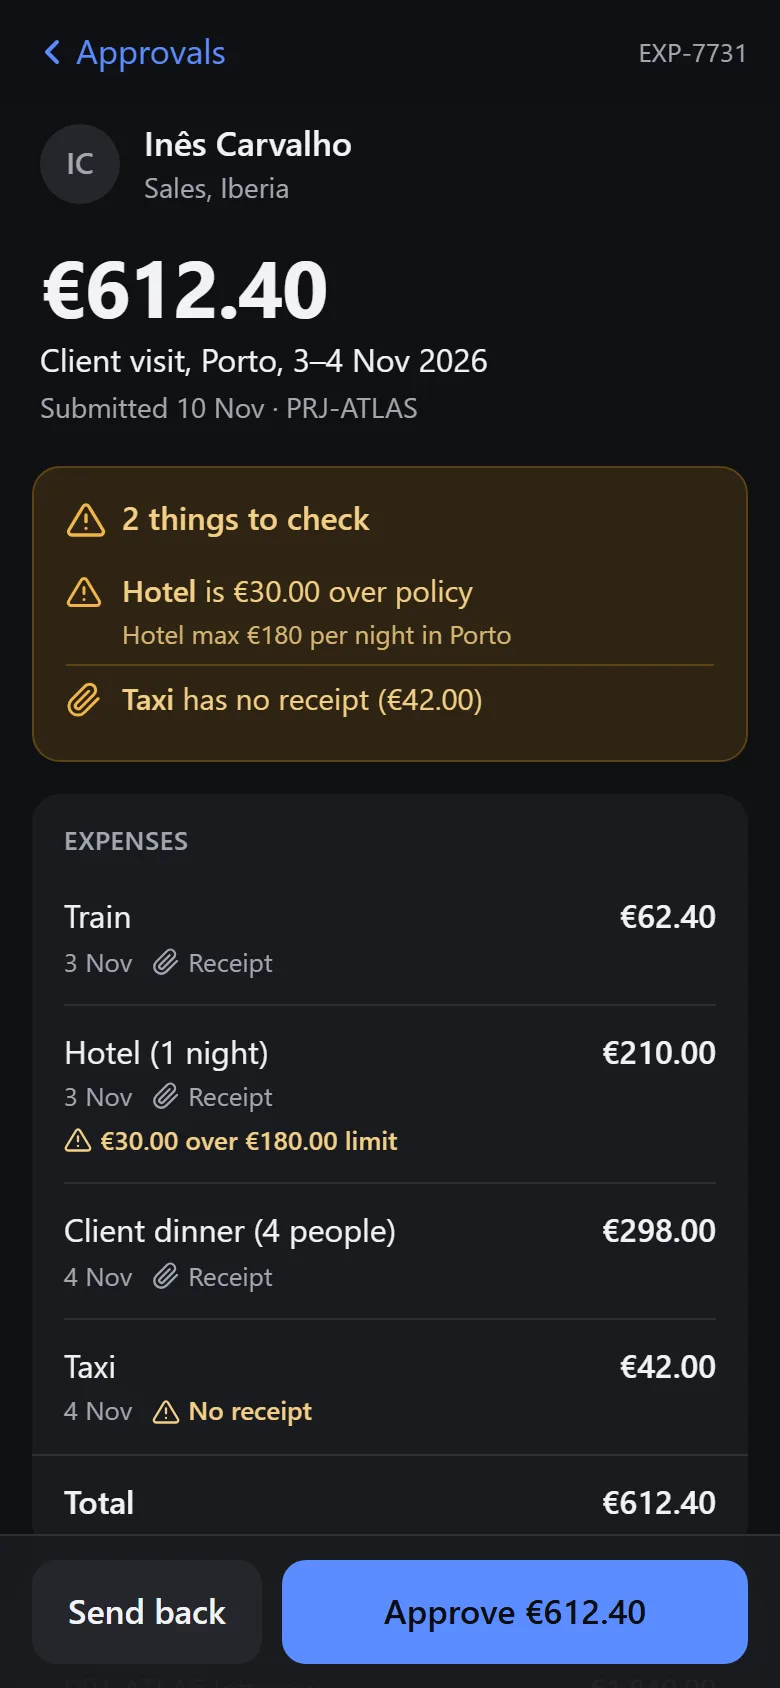 Approvals
EXP-7731
IC
Inês Carvalho
Sales, Iberia
€612.40
Client visit, Porto, 3–4 Nov 2026
Submitted 10 Nov · PRJ-ATLAS
2 things to check
Hotel is €30.00 over policy
Hotel max €180 per night in Porto
Taxi has no receipt (€42.00)
EXPENSES
Train
€62.40
3 Nov Receipt
Hotel (1 night)
€210.00
3 Nov Receipt
€30.00 over €180.00 limit
Client dinner (4 people)
€298.00
4 Nov Receipt
Taxi
€42.00
4 Nov No receipt
Total
€612.40
Send back
Approve €612.40